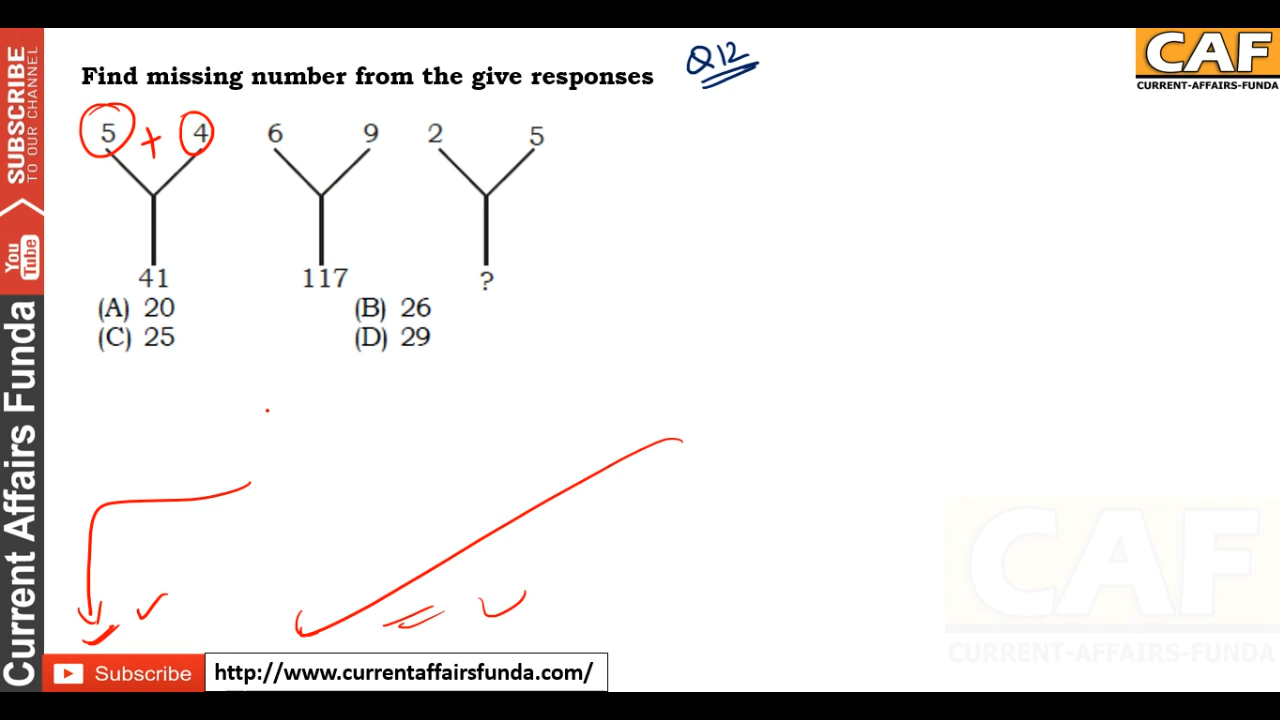 SUBSCRIBE
TO OUR CHANNEL
You
Tube
Current Affairs Funda
Find missing number from the give responses
Q12
CAF
CURRENT-AFFAIRS-FUNDA
5 + 4 6 9 2 5
41 117 ?
(A) 20 (B) 26
(C) 25 (D) 29
CAF
CURRENT-AFFAIRS-FUNDA
Subscribe
http://www.currentaffairsfunda.com/